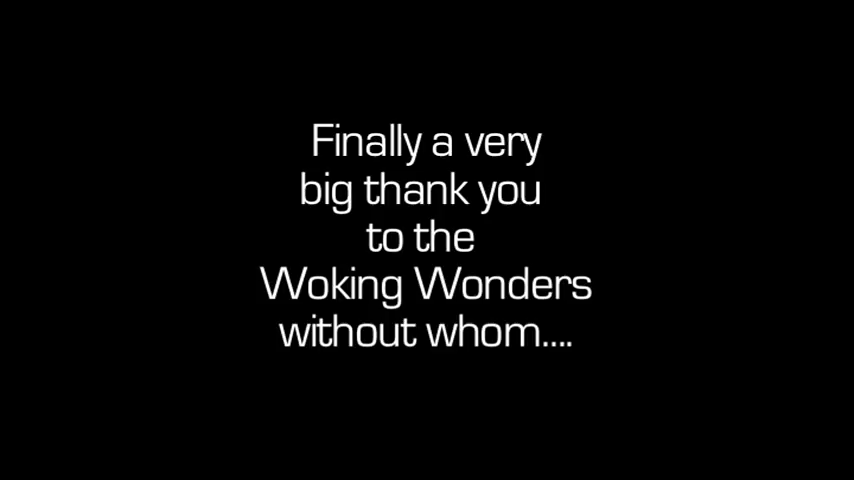 Finally a very
big thank you
to the
Woking Wonders
without whom....